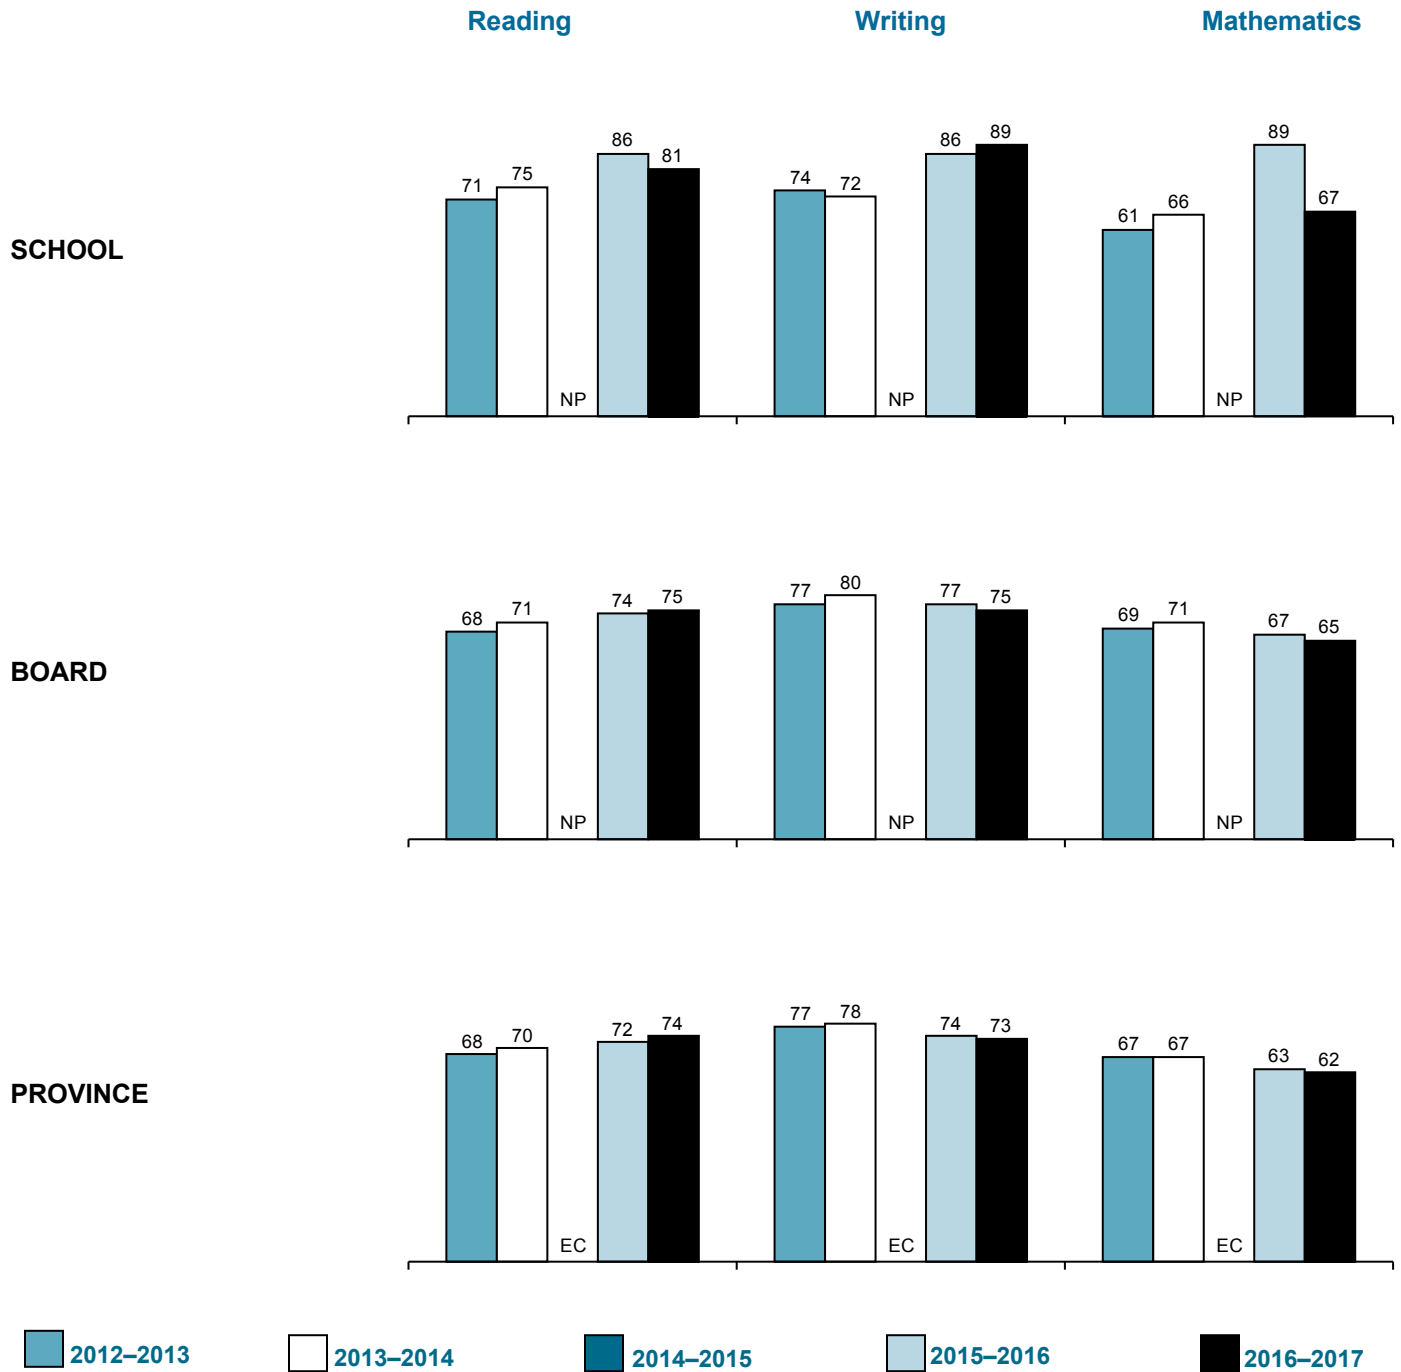 Reading Writing Mathematics
SCHOOL
71 75 NP 86 81 74 72 NP 86 89 61 66 NP 89 67
BOARD
68 71 NP 74 75 77 80 NP 77 75 69 71 NP 67 65
PROVINCE
68 70 EC 72 74 77 78 EC 74 73 67 67 EC 63 62
2012–2013 2013–2014 2014–2015 2015–2016 2016–2017